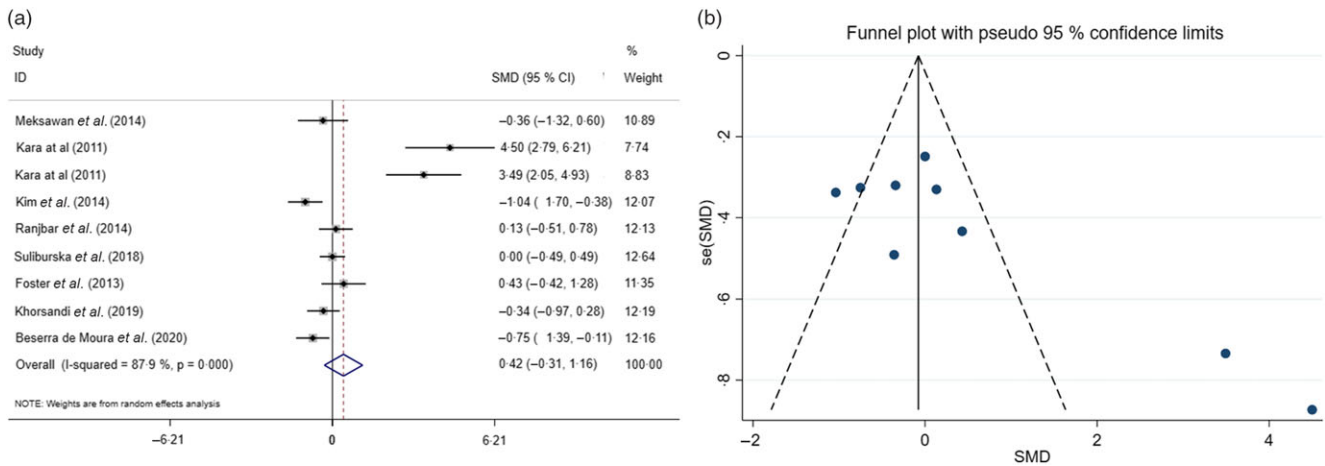 (a)
Study %
ID SMD (95 % CI) Weight
Meksawan et al. (2014) −0·36 (−1·32, 0·60) 10·89
Kara at al (2011) 4·50 (2·79, 6·21) 7·74
Kara at al (2011) 3·49 (2·05, 4·93) 8·83
Kim et al. (2014) −1·04 ( 1·70, −0·38) 12·07
Ranjbar et al. (2014) 0·13 (−0·51, 0·78) 12·13
Suliburska et al. (2018) 0·00 (−0·49, 0·49) 12·64
Foster et al. (2013) 0·43 (−0·42, 1·28) 11·35
Khorsandi et al. (2019) −0·34 (−0·97, 0·28) 12·19
Beserra de Moura et al. (2020) −0·75 ( 1·39, −0·11) 12·16
Overall (I-squared = 87·9 %, p = 0·000) 0·42 (−0·31, 1·16) 100·00
NOTE: Weights are from random effects analysis
−6·21 0 6·21
(b)
Funnel plot with pseudo 95 % confidence limits
se(SMD)
0
·2
·4
·6
·8
−2 0 2 4
SMD